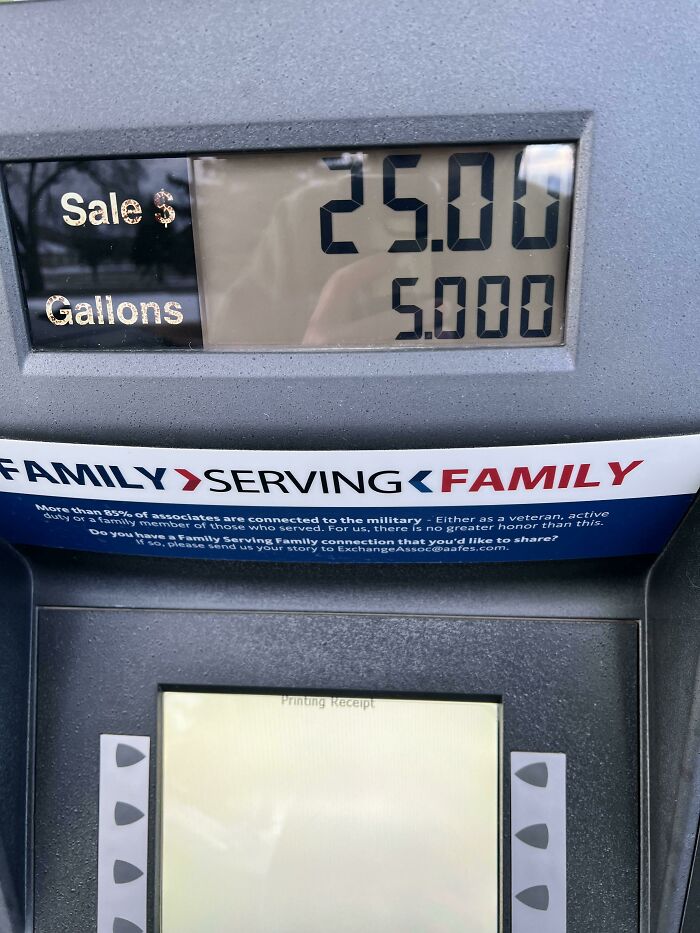 Sale $ 25.00
Gallons 5.000
FAMILY SERVING FAMILY
More than 85% of associates are connected to the military - Either as a veteran, active
duty or a family member of those who served. For us, there is no greater honor than this.
Do you have a Family Serving Family connection that you'd like to share?
If so, please send us your story to ExchangeAssoc@aafes.com.
Printing Receipt